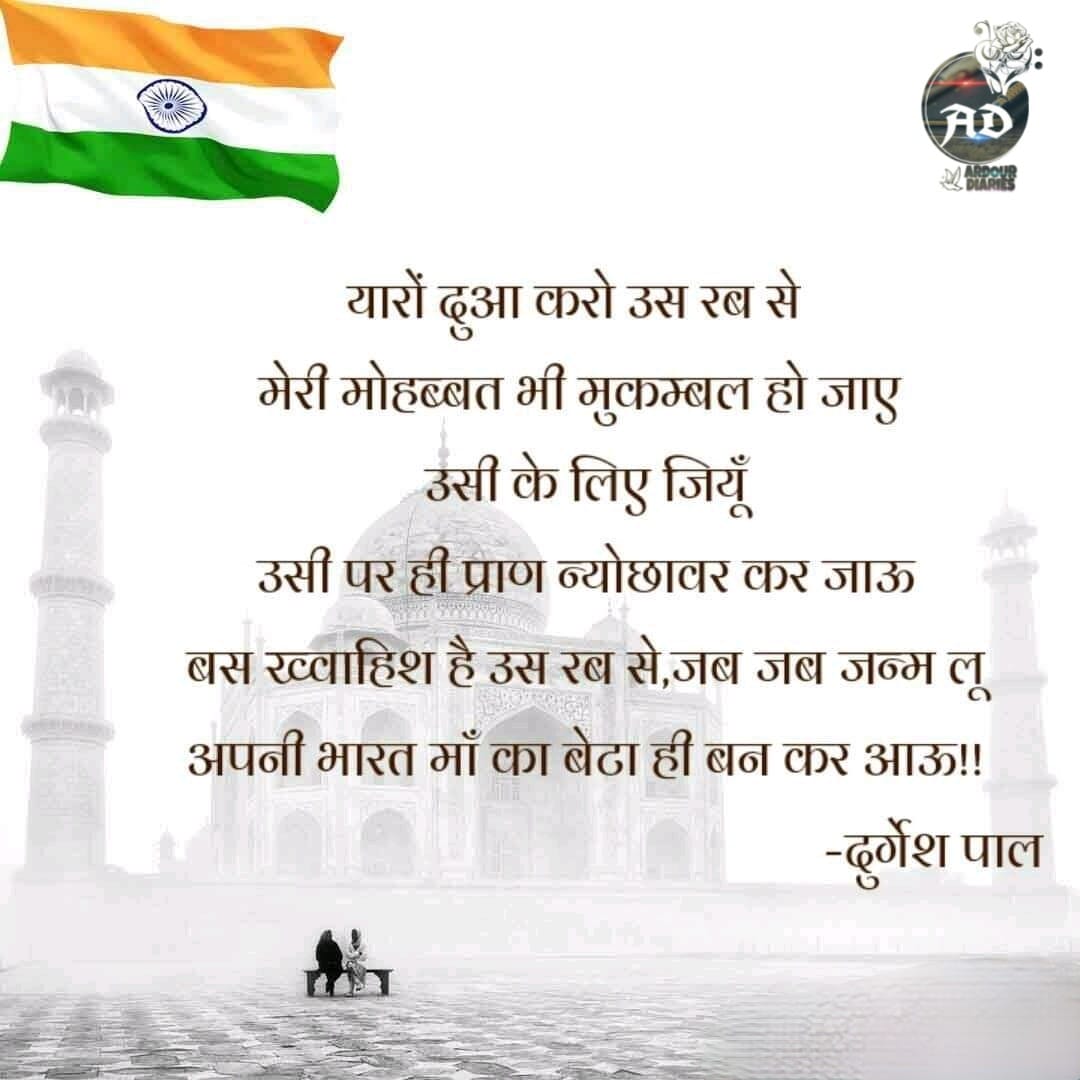 AD
ARDOUR
DIARIES
यारों दुआ करो उस रब से
मेरी मोहब्बत भी मुकम्बल हो जाए
उसी के लिए जियूँ
उसी पर ही प्राण न्योछावर कर जाऊ
बस ख्वाहिश है उस रब से,जब जब जन्म लू
अपनी भारत माँ का बेटा ही बन कर आऊ!!
-दुर्गेश पाल